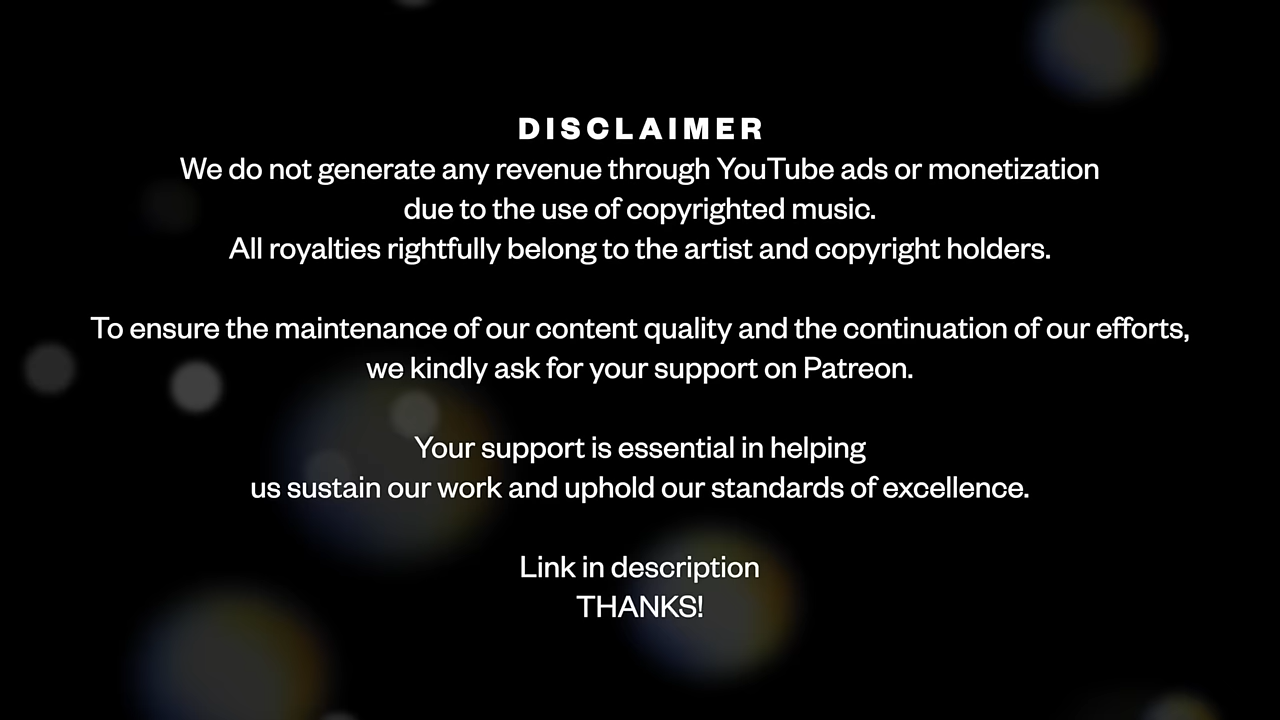 DISCLAIMER
We do not generate any revenue through YouTube ads or monetization
due to the use of copyrighted music.
All royalties rightfully belong to the artist and copyright holders.
To ensure the maintenance of our content quality and the continuation of our efforts,
we kindly ask for your support on Patreon.
Your support is essential in helping
us sustain our work and uphold our standards of excellence.
Link in description
THANKS!